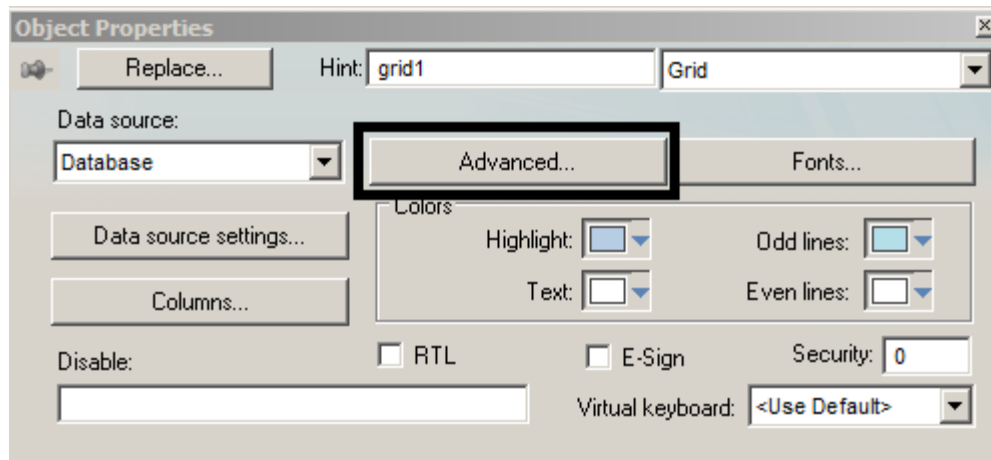 Object Properties
Replace... Hint: grid1 Grid
Data source:
Database Advanced... Fonts...
Colors
Data source settings... Highlight: Odd lines:
Columns... Text: Even lines:
Disable: RTL E-Sign Security: 0
Virtual keyboard: <Use Default>